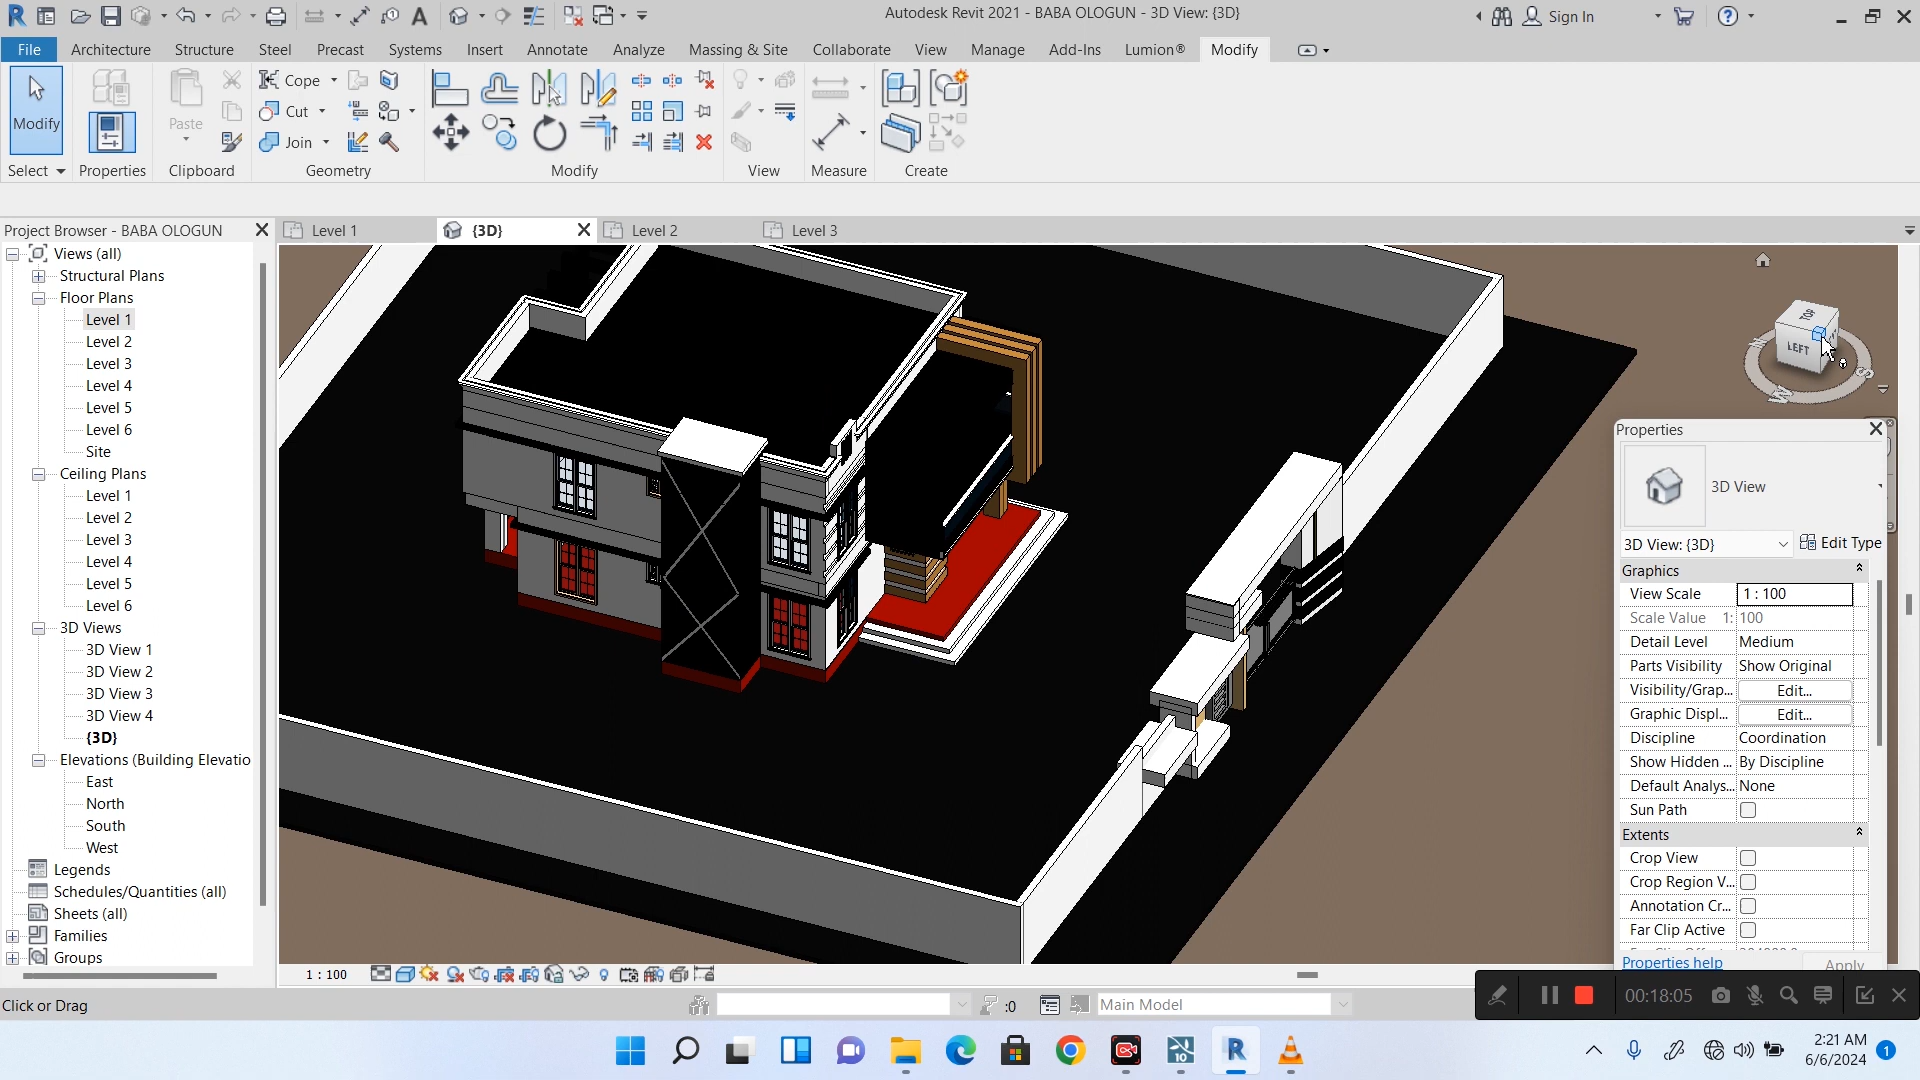 Autodesk Revit 2021 - BABA OLOGUN - 3D View: {3D}
Sign In
File
Architecture
Structure
Steel
Precast
Systems
Insert
Annotate
Analyze
Massing & Site
Collaborate
View
Manage
Add-Ins
Lumion®
Modify
Modify
Paste
Cope
Cut
Join
Select
Properties
Clipboard
Geometry
Modify
View
Measure
Create
Project Browser - BABA OLOGUN
Level 1
{3D}
Level 2
Level 3
Views (all)
Structural Plans
Floor Plans
Level 1
Level 2
Level 3
Level 4
Level 5
Level 6
Site
Ceiling Plans
Level 1
Level 2
Level 3
Level 4
Level 5
Level 6
3D Views
3D View 1
3D View 2
3D View 3
3D View 4
{3D}
Elevations (Building Elevatio
East
North
South
West
Legends
Schedules/Quantities (all)
Sheets (all)
Families
Groups
TOP
LEFT
W
S
Properties
3D View
3D View: {3D}
Edit Type
Graphics
View Scale 1 : 100
Scale Value 1: 100
Detail Level Medium
Parts Visibility Show Original
Visibility/Grap... Edit...
Graphic Displ... Edit...
Discipline Coordination
Show Hidden ... By Discipline
Default Analys... None
Sun Path
Extents
Crop View
Crop Region V...
Annotation Cr...
Far Clip Active
Properties help
Apply
1 : 100
Click or Drag
:0
Main Model
00:18:05
10
R
2:21 AM
6/6/2024
1